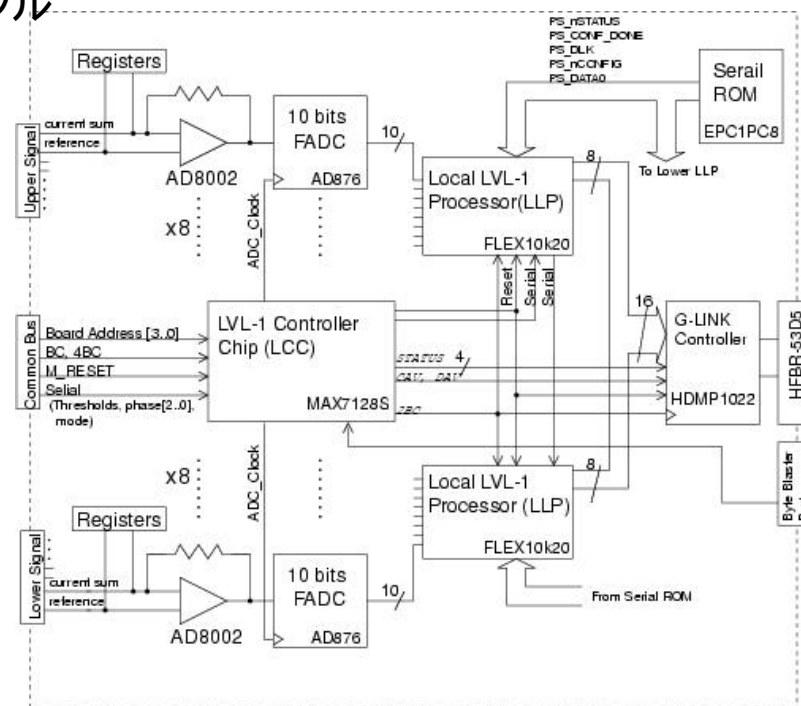 PS_nSTATUS
PS_CONF_DONE
PS_DLK
PS_nCONFIG
PS_DATA0
Registers
Serail
ROM
EPC1PC8
Upper Signal
current sum
reference
AD8002
10 bits
FADC
AD876
10
Local LVL-1
Processor(LLP)
FLEX10k20
8
To Lower LLP
x8
ADC_Clock
Reset
Serial
Serial
Common Bus
Board Address [3..0]
BC, 4BC
M_RESET
Selial
(Thresholds, phase[2..0],
mode)
LVL-1 Controller
Chip (LCC)
MAX7128S
STATUS
4
CAV, DAV
2BC
16
G-LINK
Controller
HDMP1022
HFBR-53D5
Byte Blaster
x8
ADC_Clock
Registers
Lower Signal
current sum
reference
AD8002
10 bits
FADC
AD876
10
Local LVL-1
Processor (LLP)
FLEX10k20
8
From Serial ROM